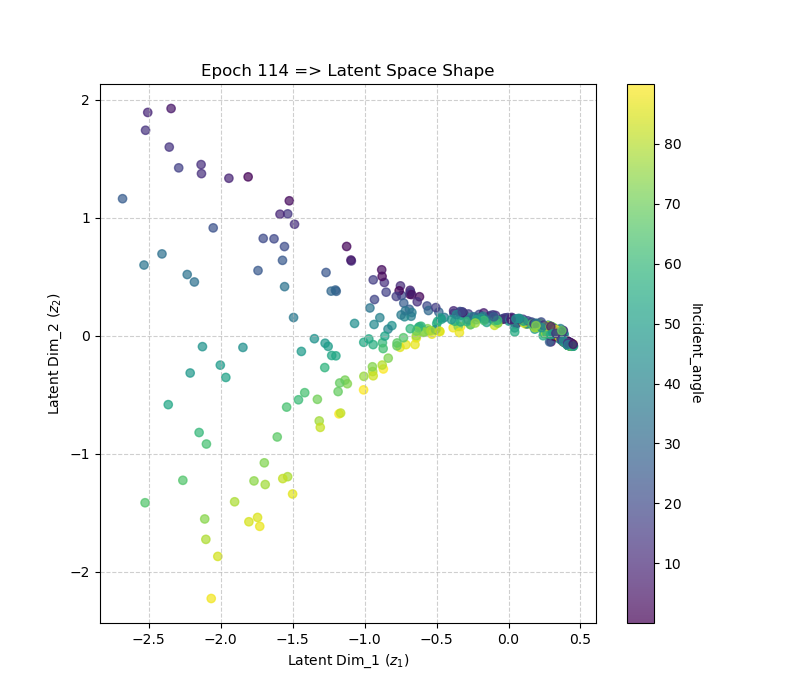 Epoch 114 => Latent Space Shape
2
1
0
−1
−2
Latent Dim_2 (z₂)
−2.5 −2.0 −1.5 −1.0 −0.5 0.0 0.5
Latent Dim_1 (z₁)
80
70
60
50
40
30
20
10
Incident_angle